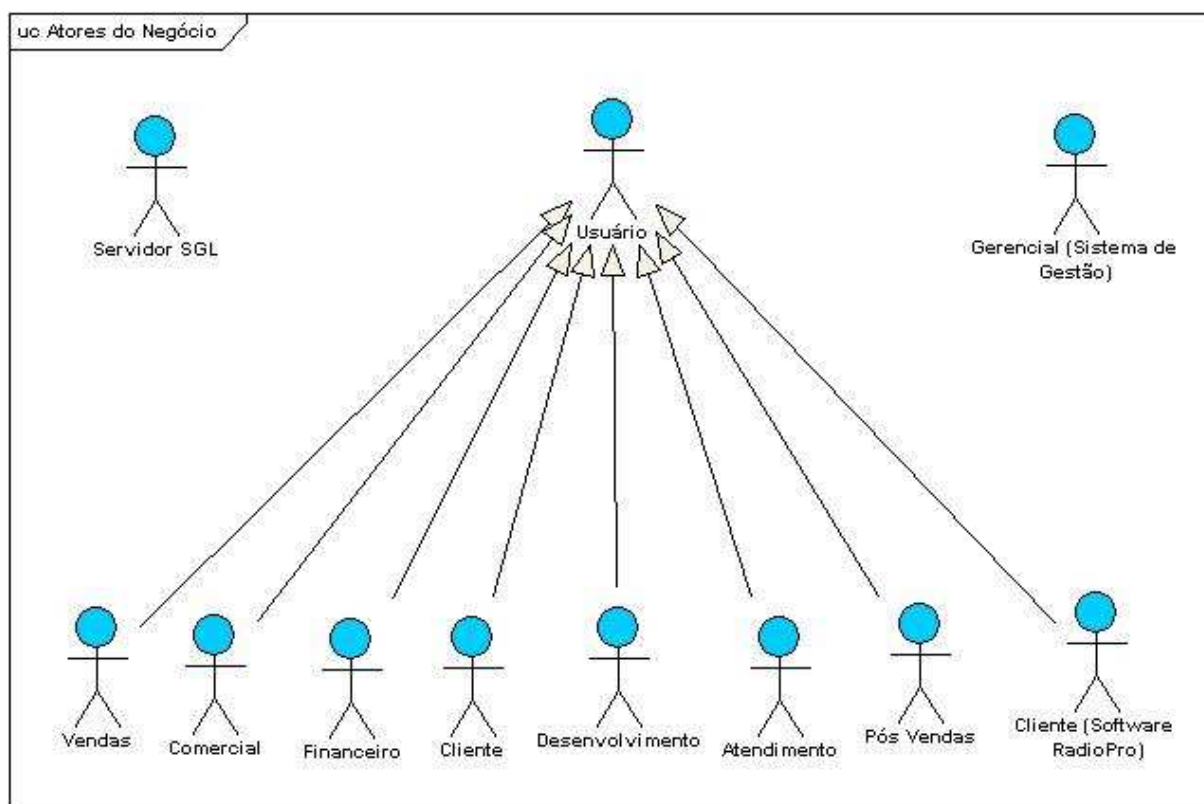 uc Atores do Negócio
Servidor SGL
Usuário
Gerencial (Sistema de
Gestão)
Vendas
Comercial
Financeiro
Cliente
Desenvolvimento
Atendimento
Pós Vendas
Cliente (Software
RadioPro)